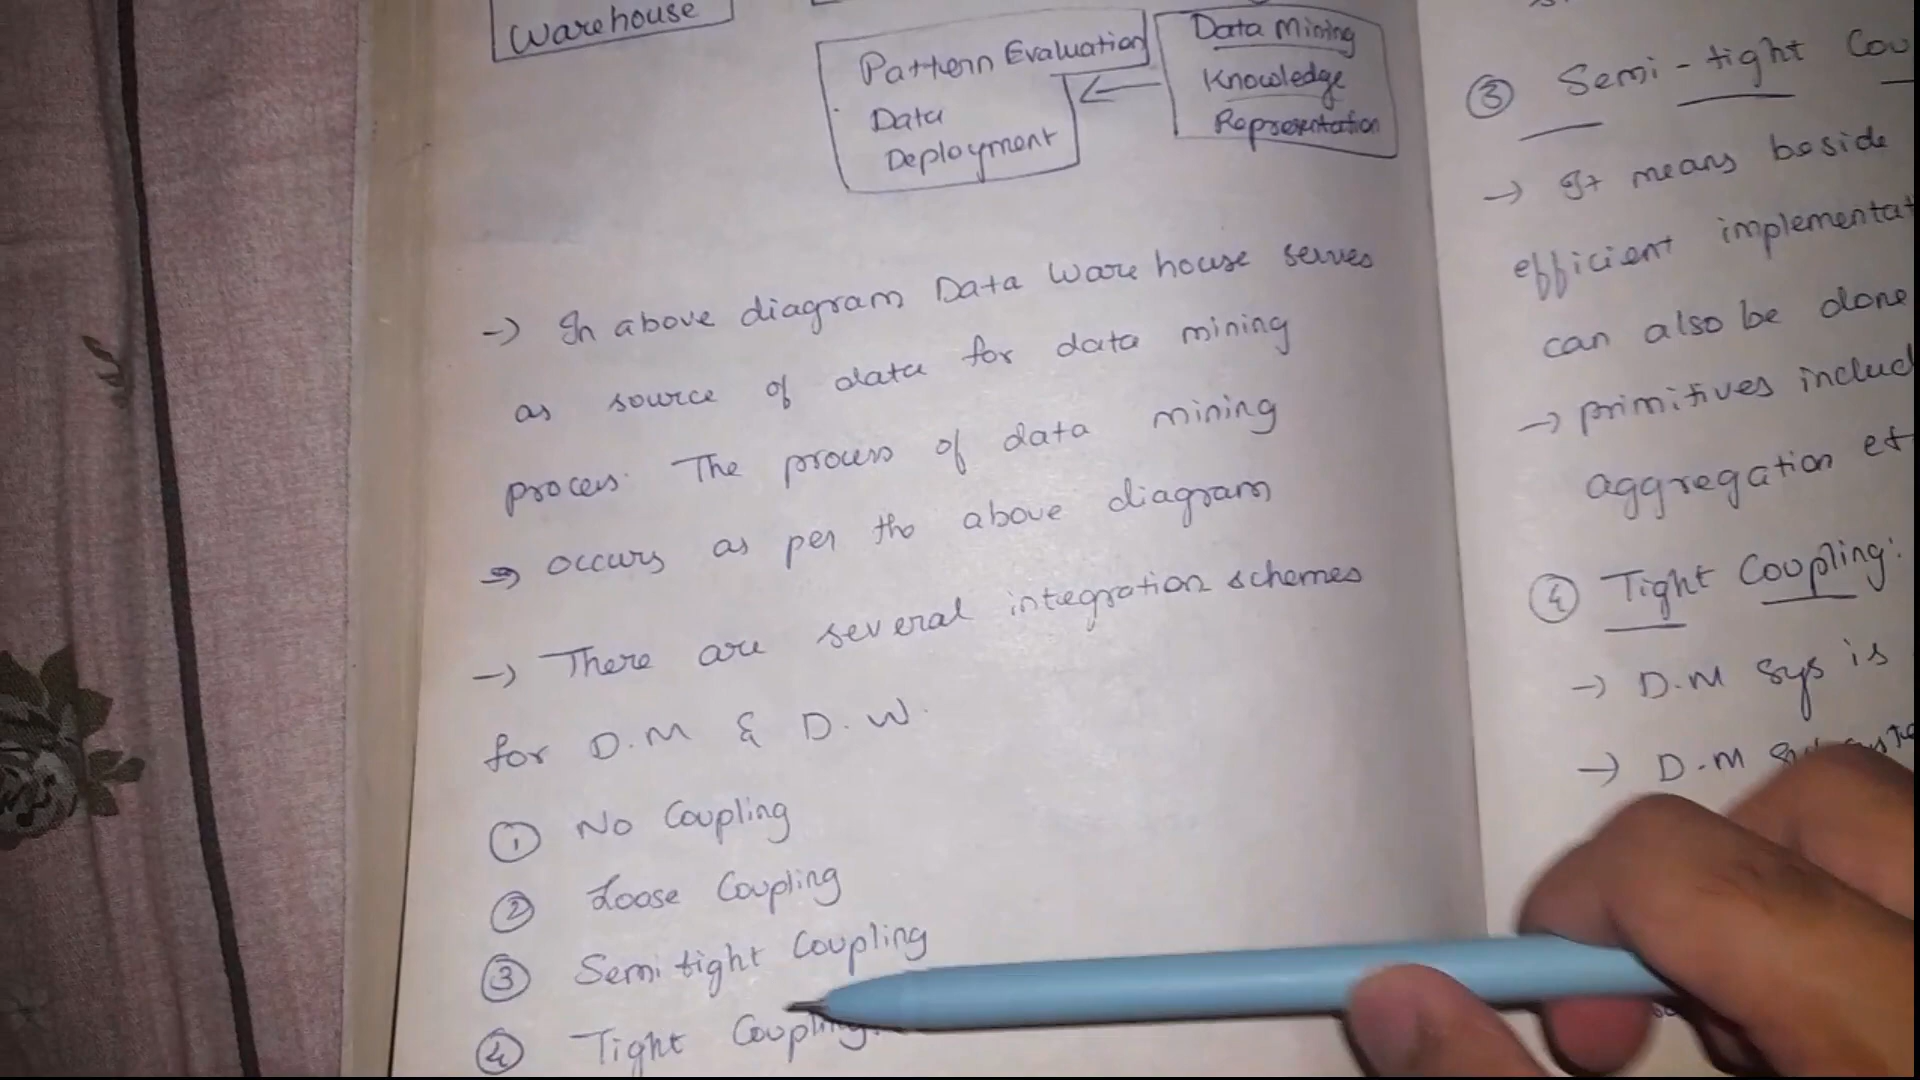 Warehouse
Pattern Evaluation
Data
Deployment
Data Mining
Knowledge
Representation
-> In above diagram Data Ware house serves
as source of data for data mining
process. The process of data mining
-> occurs as per the above diagram
-> There are several integration schemes
for D.M & D.W.
① No Coupling
② Loose Coupling
③ Semi tight Coupling
④ Tight Coupling.
③ Semi-tight Cou
-> It means beside
efficient implementat
can also be done
-> primitives includ
aggregation et
④ Tight Coupling:
-> D.M Sys is
-> D.M